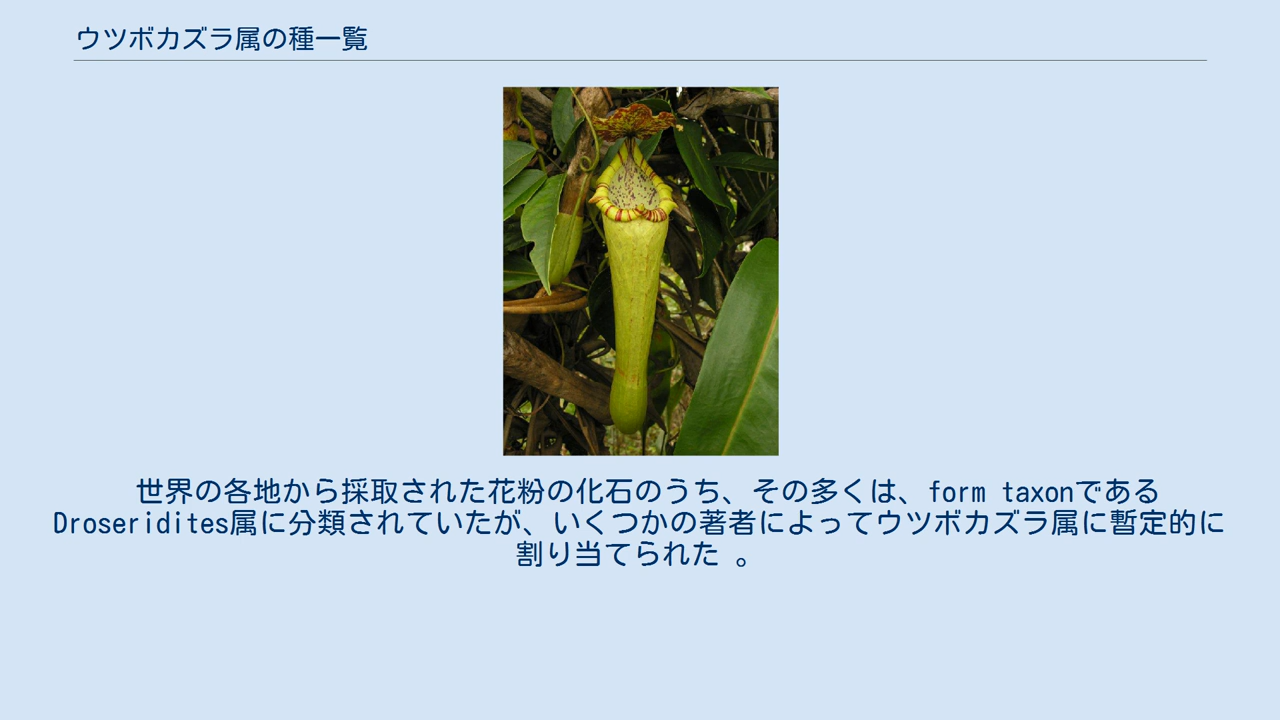 ウツボカズラ属の種一覧
世界の各地から採取された花粉の化石のうち、その多くは、form taxonである
Droseridites属に分類されていたが、いくつかの著者によってウツボカズラ属に暫定的に
割り当てられた 。